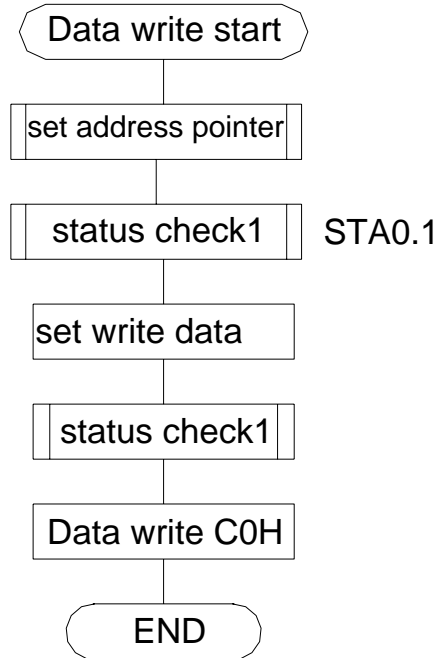 Data write start
set address pointer
status check1
STA0.1
set write data
status check1
Data write C0H
END